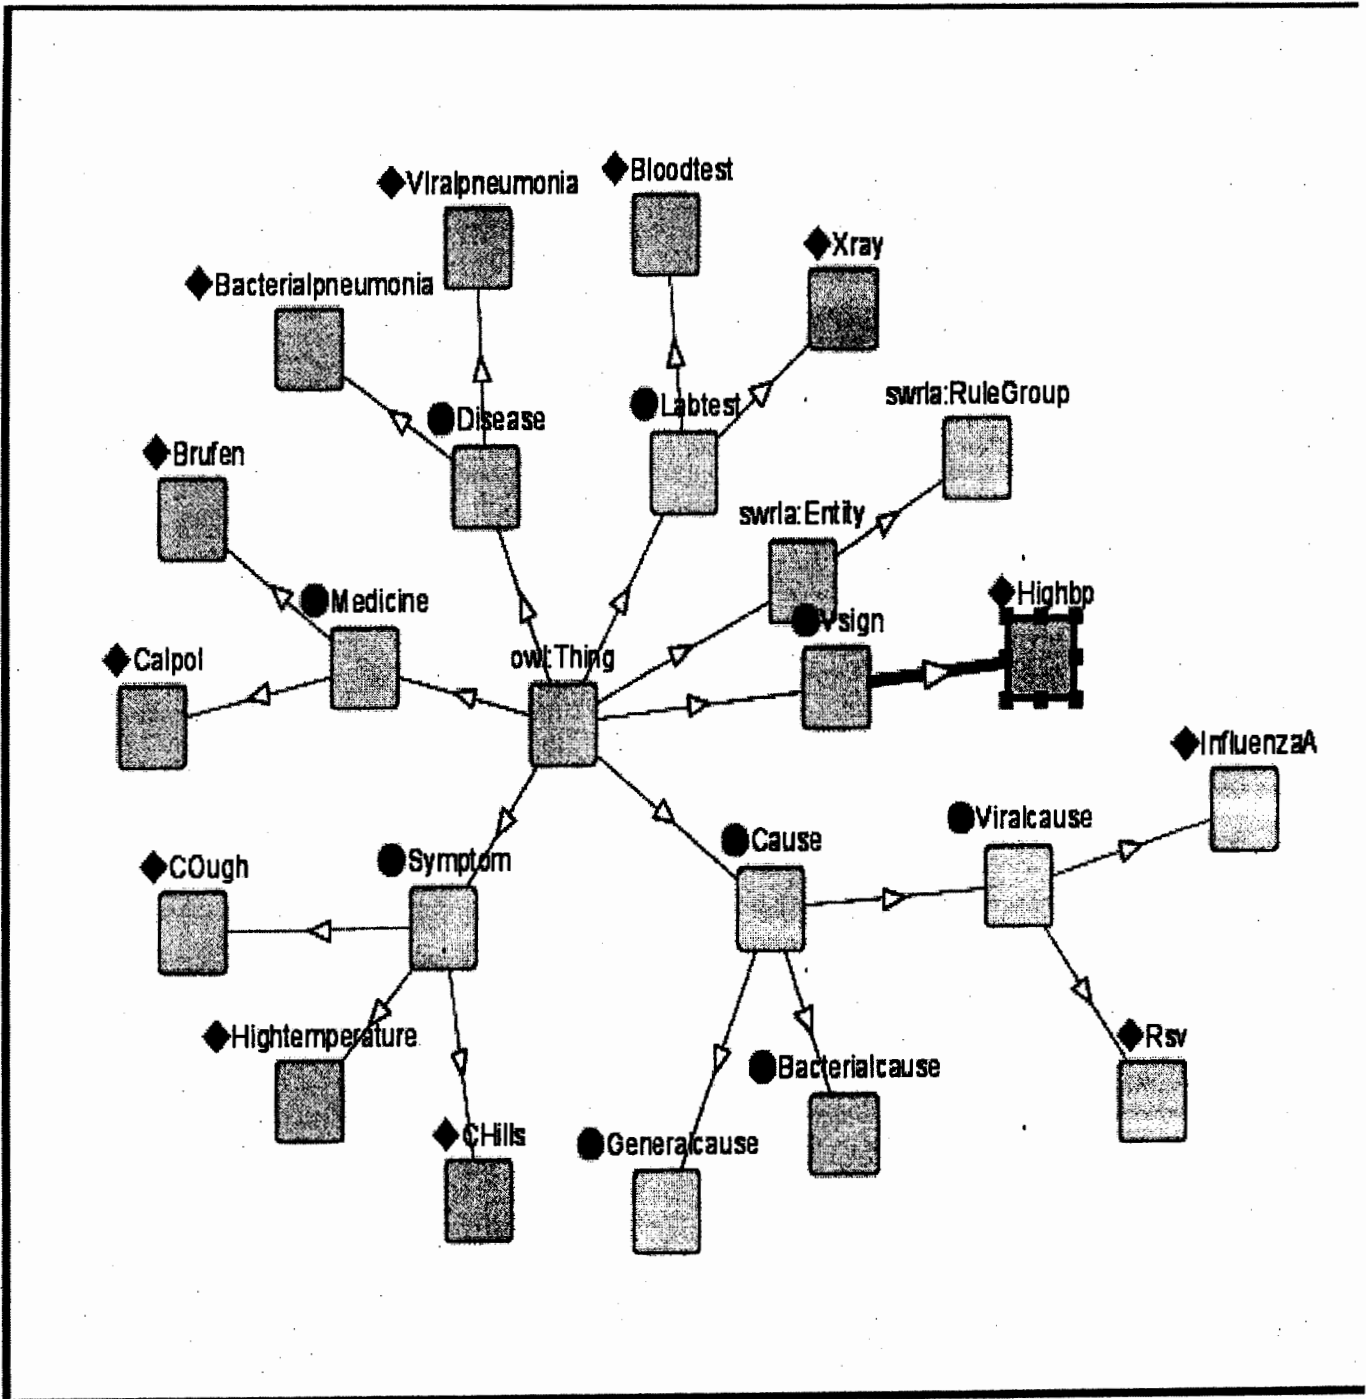 Bloodtest
VIralpneumonia
Xray
Bacterialpneumonia
swrla:RuleGroup
Labtest
Disease
Brufen
swrla:Entity
Highbp
Medicine
Vsign
owl:Thing
Calpol
InfluenzaA
Viralcause
Cause
Symptom
COugh
Hightemperature
Rsv
Bacterialcause
CHills
Generalcause